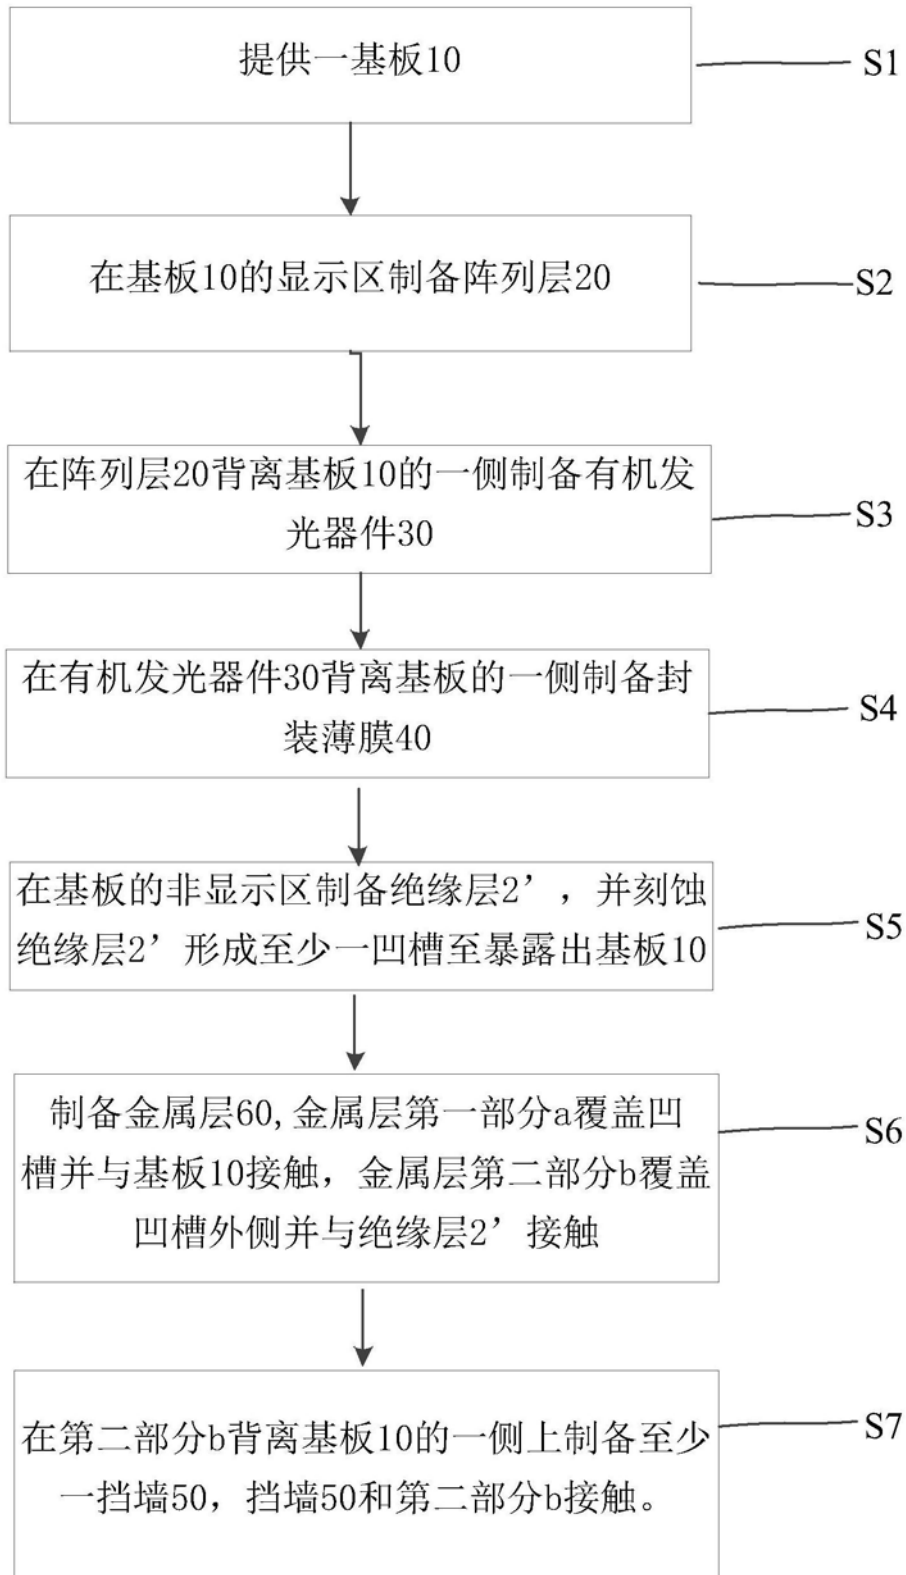 提供一基板10
S1
在基板10的显示区制备阵列层20
S2
在阵列层20背离基板10的一侧制备有机发
光器件30
S3
在有机发光器件30背离基板的一侧制备封
装薄膜40
S4
在基板的非显示区制备绝缘层2’，并刻蚀
绝缘层2’形成至少一凹槽至暴露出基板10
S5
制备金属层60,金属层第一部分a覆盖凹
槽并与基板10接触，金属层第二部分b覆盖
凹槽外侧并与绝缘层2’接触
S6
在第二部分b背离基板10的一侧上制备至少
一挡墙50，挡墙50和第二部分b接触。
S7